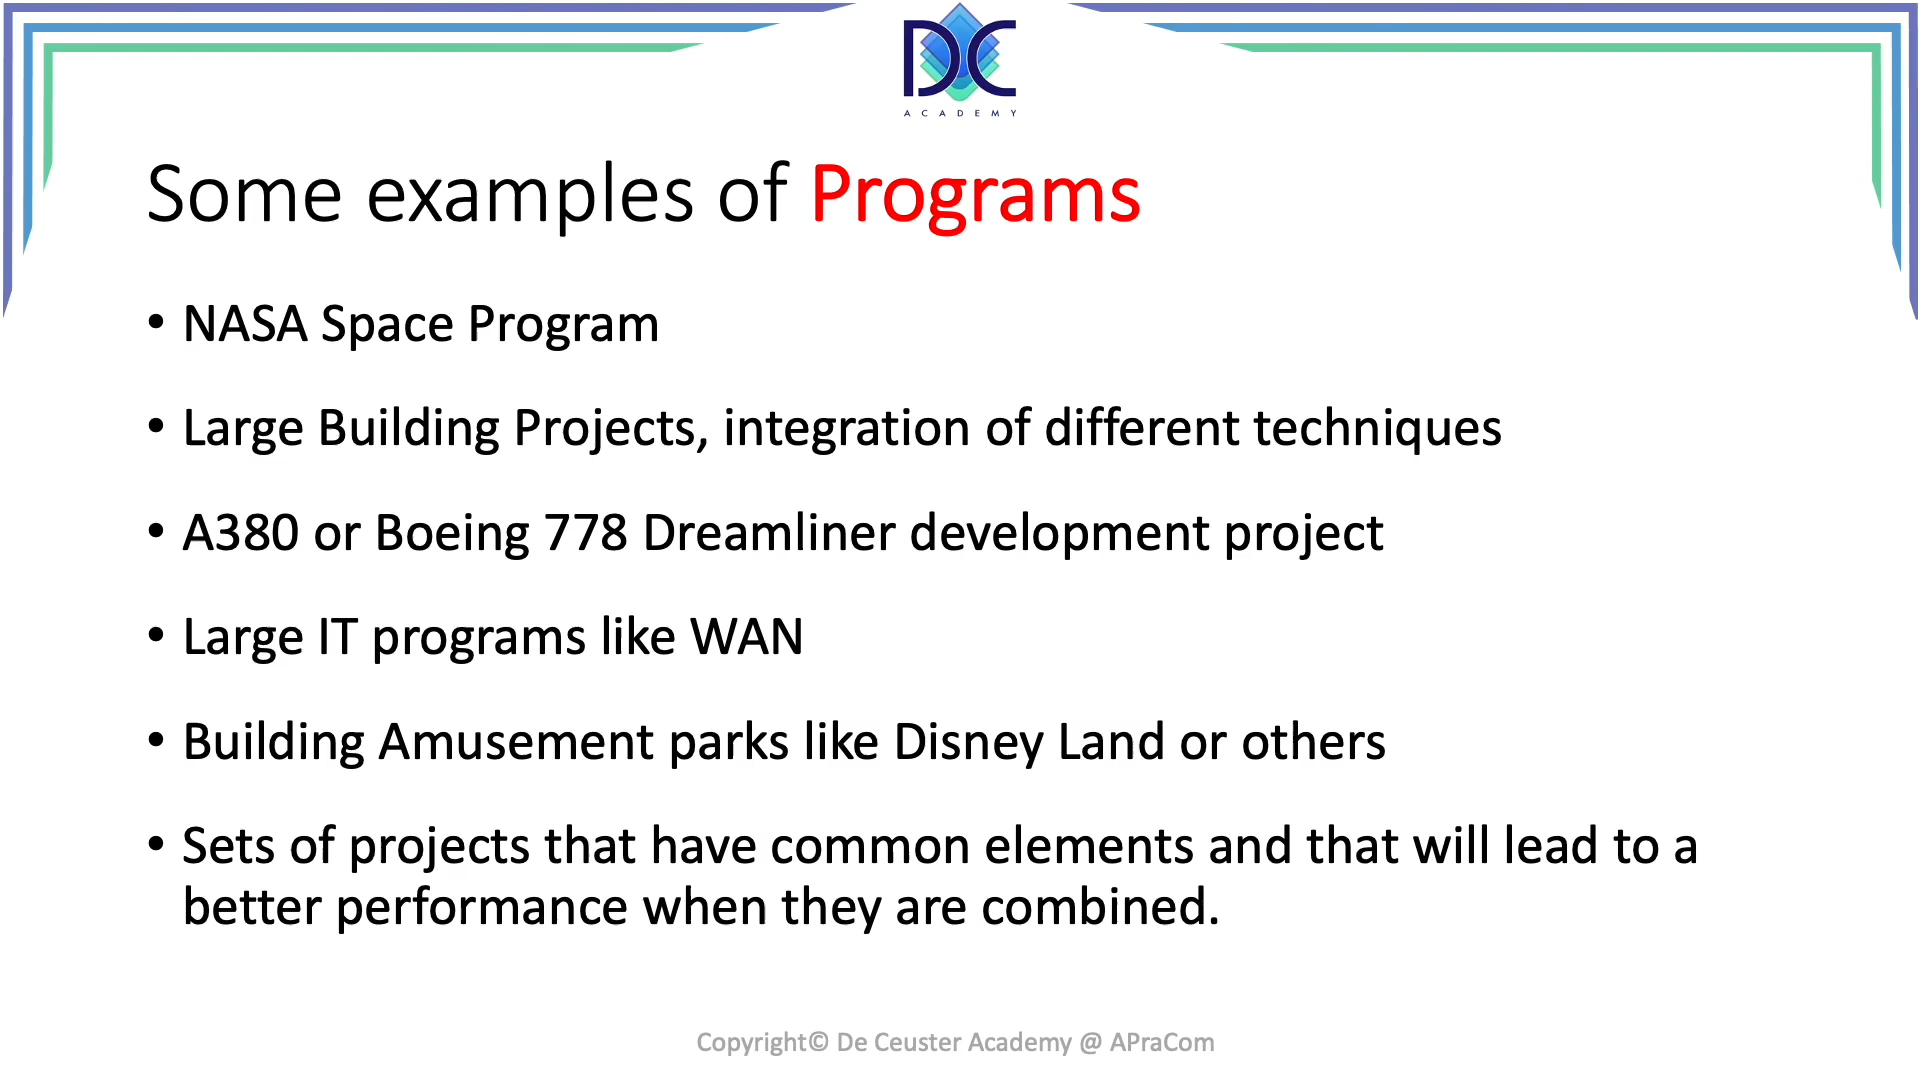 DC
ACADEMY
Some examples of Programs
• NASA Space Program
• Large Building Projects, integration of different techniques
• A380 or Boeing 778 Dreamliner development project
• Large IT programs like WAN
• Building Amusement parks like Disney Land or others
• Sets of projects that have common elements and that will lead to a
better performance when they are combined.
Copyright© De Ceuster Academy @ APraCom